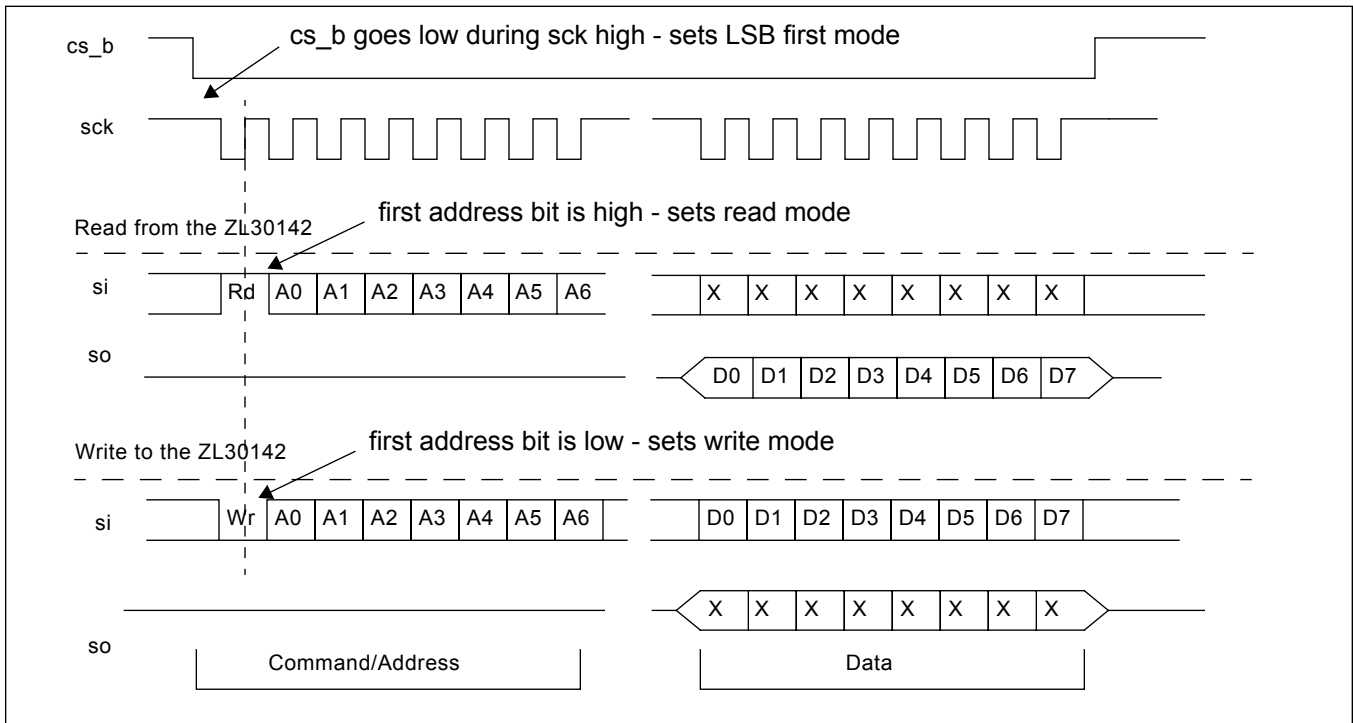 cs_b goes low during sck high - sets LSB first mode
cs_b
sck
first address bit is high - sets read mode
Read from the ZL30142
si Rd A0 A1 A2 A3 A4 A5 A6 X X X X X X X X
so
D0 D1 D2 D3 D4 D5 D6 D7
first address bit is low - sets write mode
Write to the ZL30142
si Wr A0 A1 A2 A3 A4 A5 A6 D0 D1 D2 D3 D4 D5 D6 D7
X X X X X X X X
so
Command/Address Data